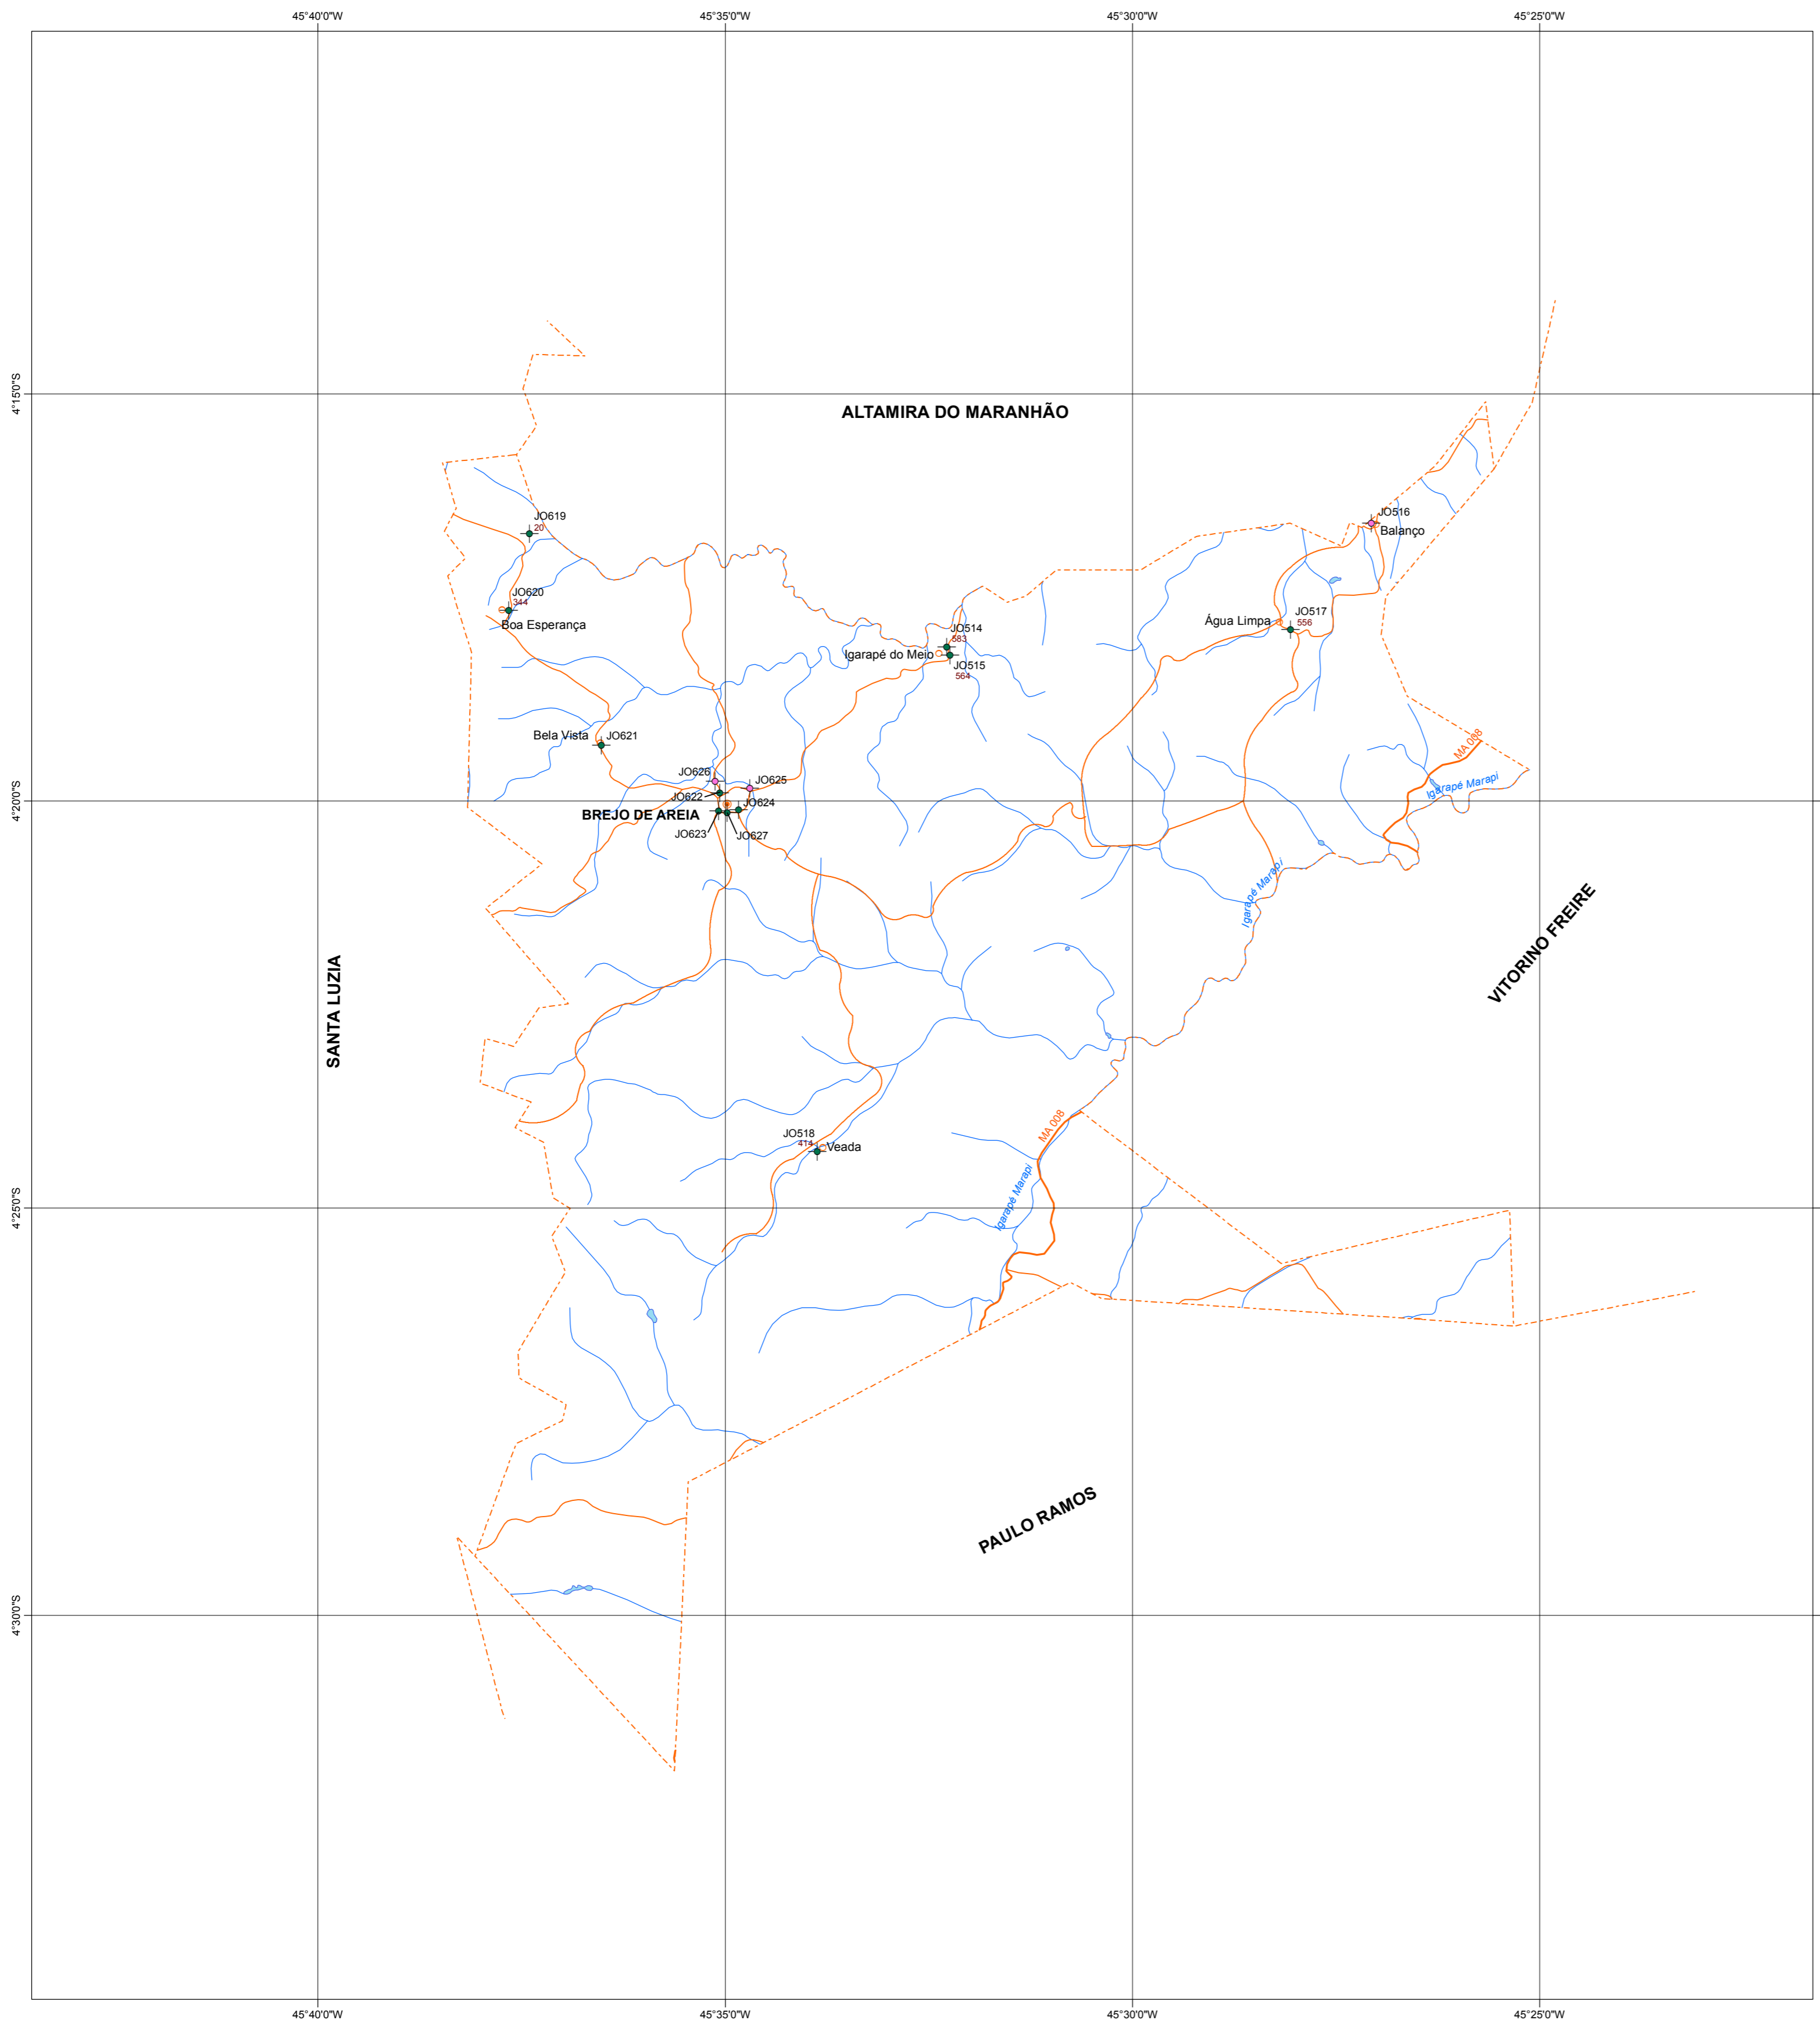 45°40'0"W
45°35'0"W
45°30'0"W
45°25'0"W
4°15'0"S
ALTAMIRA DO MARANHÃO
JO619
20
JO516
Balanço
JO620
344
Boa Esperança
JO517
556
Água Limpa
JO514
583
Igarapé do Meio
JO515
564
Bela Vista
JO621
MA 008
Igarapé Marapi
JO626
JO625
JO622
JO624
4°20'0"S
BREJO DE AREIA
JO623
JO627
Igarapé Marapi
VITORINO FREIRE
SANTA LUZIA
MA 008
JO518
414
Veada
Igarapé Marapi
4°25'0"S
PAULO RAMOS
4°30'0"S
45°40'0"W
45°35'0"W
45°30'0"W
45°25'0"W